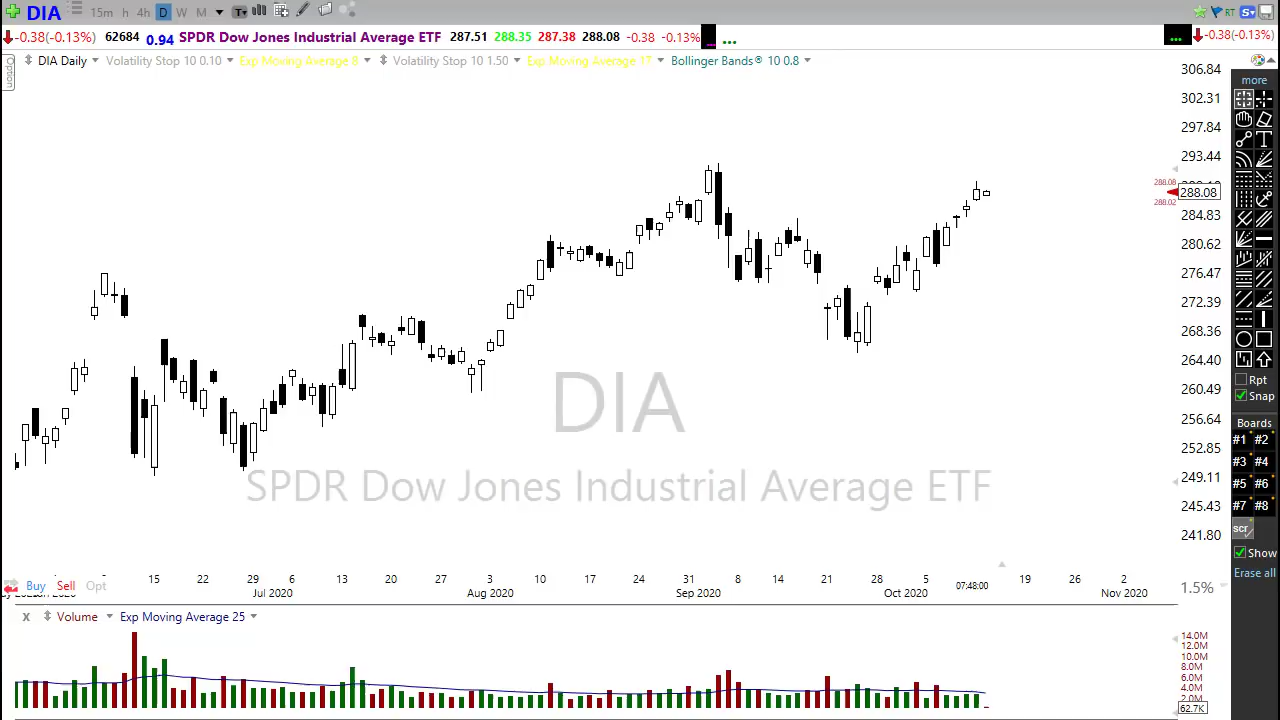 DIA 15m h 4h D W M T RT S
-0.38(-0.13%) 62684 0.94 SPDR Dow Jones Industrial Average ETF 287.51 288.35 287.38 288.08 -0.38 -0.13% ... ... ... -0.38(-0.13%)
Option
DIA Daily Volatility Stop 10 0.10 Exp Moving Average 8 Volatility Stop 10 1.50 Exp Moving Average 17 Bollinger Bands® 10 0.8
306.84
302.31
297.84
293.44
288.08
288.08
288.02
284.83
280.62
276.47
272.39
268.36
264.40
260.49
256.64
252.85
249.11
245.43
241.80
DIA
SPDR Dow Jones Industrial Average ETF
more
T
Rpt
Snap
Boards
#1 #2
#3 #4
#5 #6
#7 #8
scr
Show
Erase all
Buy Sell Opt
15 22 29 6 13 20 27 3 10 17 24 31 8 14 21 28 5 07:48:00 19 26 2
Jul 2020 Aug 2020 Sep 2020 Oct 2020 Nov 2020
1.5%
x Volume Exp Moving Average 25
14.0M
12.0M
10.0M
8.0M
6.0M
4.0M
62.7K